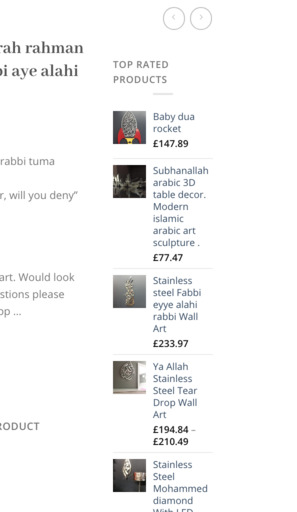 rah rahman
bi aye alahi
rabbi tuma
r, will you deny”
art. Would look
stions please
op ...
RODUCT
TOP RATED
PRODUCTS
Baby dua
rocket
£147.89
Subhanallah
arabic 3D
table decor.
Modern
islamic
arabic art
sculpture .
£77.47
Stainless
steel Fabbi
eyye alahi
rabbi Wall
Art
£233.97
Ya Allah
Stainless
Steel Tear
Drop Wall
Art
£194.84 –
£210.49
Stainless
Steel
Mohammed
diamond
With LED